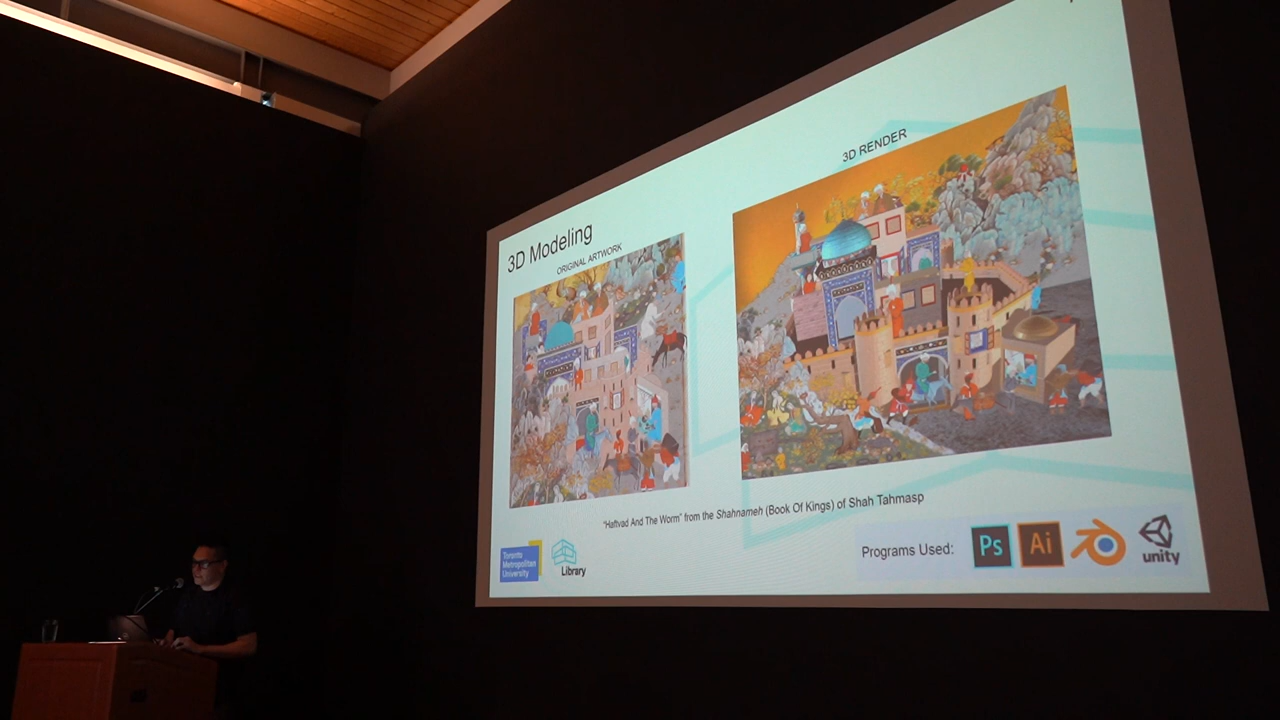 3D Modeling
ORIGINAL ARTWORK
3D RENDER
"Haftvad And The Worm" from the Shahnameh (Book Of Kings) of Shah Tahmasp
Toronto
Metropolitan
University
Library
Programs Used:
Ps
Ai
unity